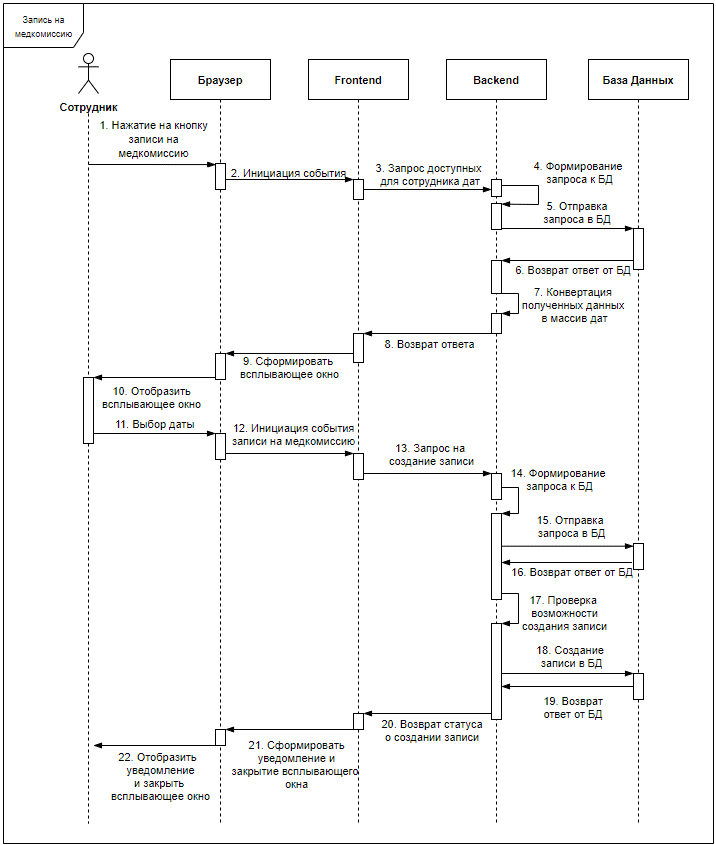 Запись на
медкомиссию
Сотрудник
Браузер
Frontend
Backend
База Данных
1. Нажатие на кнопку
записи на
медкомиссию
2. Инициация события
3. Запрос доступных
для сотрудника дат
4. Формирование
запроса к БД
5. Отправка
запроса в БД
6. Возврат ответ от БД
7. Конвертация
полученных данных
в массив дат
8. Возврат ответа
9. Сформировать
всплывающее окно
10. Отобразить
всплывающее окно
11. Выбор даты
12. Инициация события
записи на медкомиссию
13. Запрос на
создание записи
14. Формирование
запроса к БД
15. Отправка
запроса в БД
16. Возврат ответ от БД
17. Проверка
возможности
создания записи
18. Создание
записи в БД
19. Возврат
ответ от БД
20. Возврат статуса
о создании записи
21. Сформировать
уведомление и
закрытие всплывающего
окна
22. Отобразить
уведомление
и закрыть
всплывающее окно